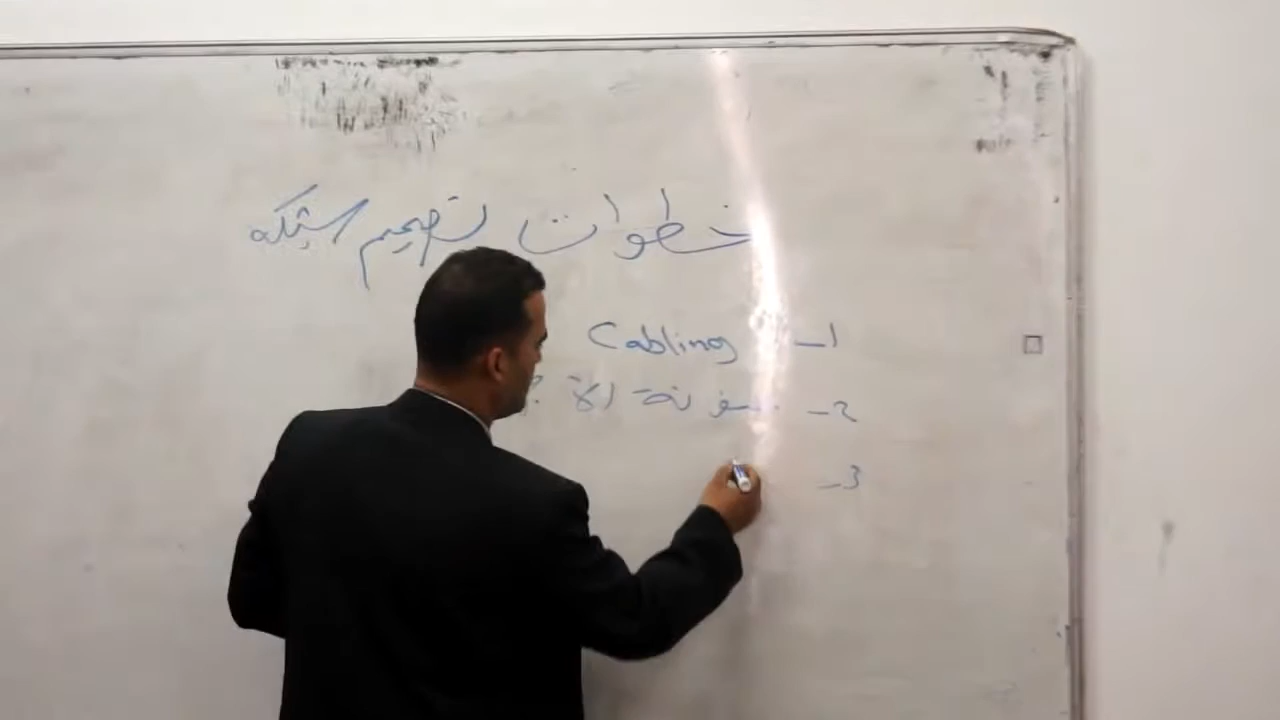 خطوات تصميم الشبكة
1- Cabling
2-
3-